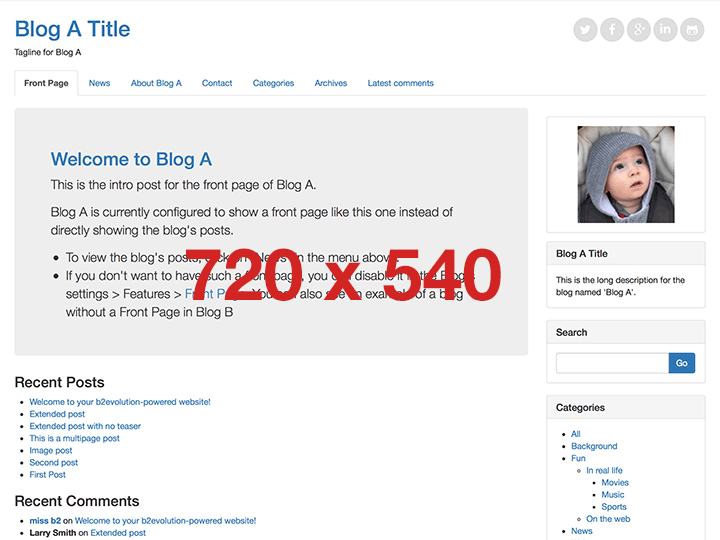 Blog A Title
Tagline for Blog A
Front Page News About Blog A Contact Categories Archives Latest comments
Welcome to Blog A
This is the intro post for the front page of Blog A.
Blog A is currently configured to show a front page like this one instead of
directly showing the blog's posts.
To view the blog's posts, click on "News" in the menu above.
If you don't want to have such a front page, you can disable it in the Blog's
settings > Features > Front Page. You can also see an example of a blog
without a Front Page in Blog B
720 x 540
Recent Posts
Welcome to your b2evolution-powered website!
Extended post
Extended post with no teaser
This is a multipage post
Image post
Second post
First Post
Recent Comments
miss b2 on Welcome to your b2evolution-powered website!
Larry Smith on Extended post
Blog A Title
This is the long description for the
blog named 'Blog A'.
Search
Go
Categories
All
Background
Fun
In real life
Movies
Music
Sports
On the web
News